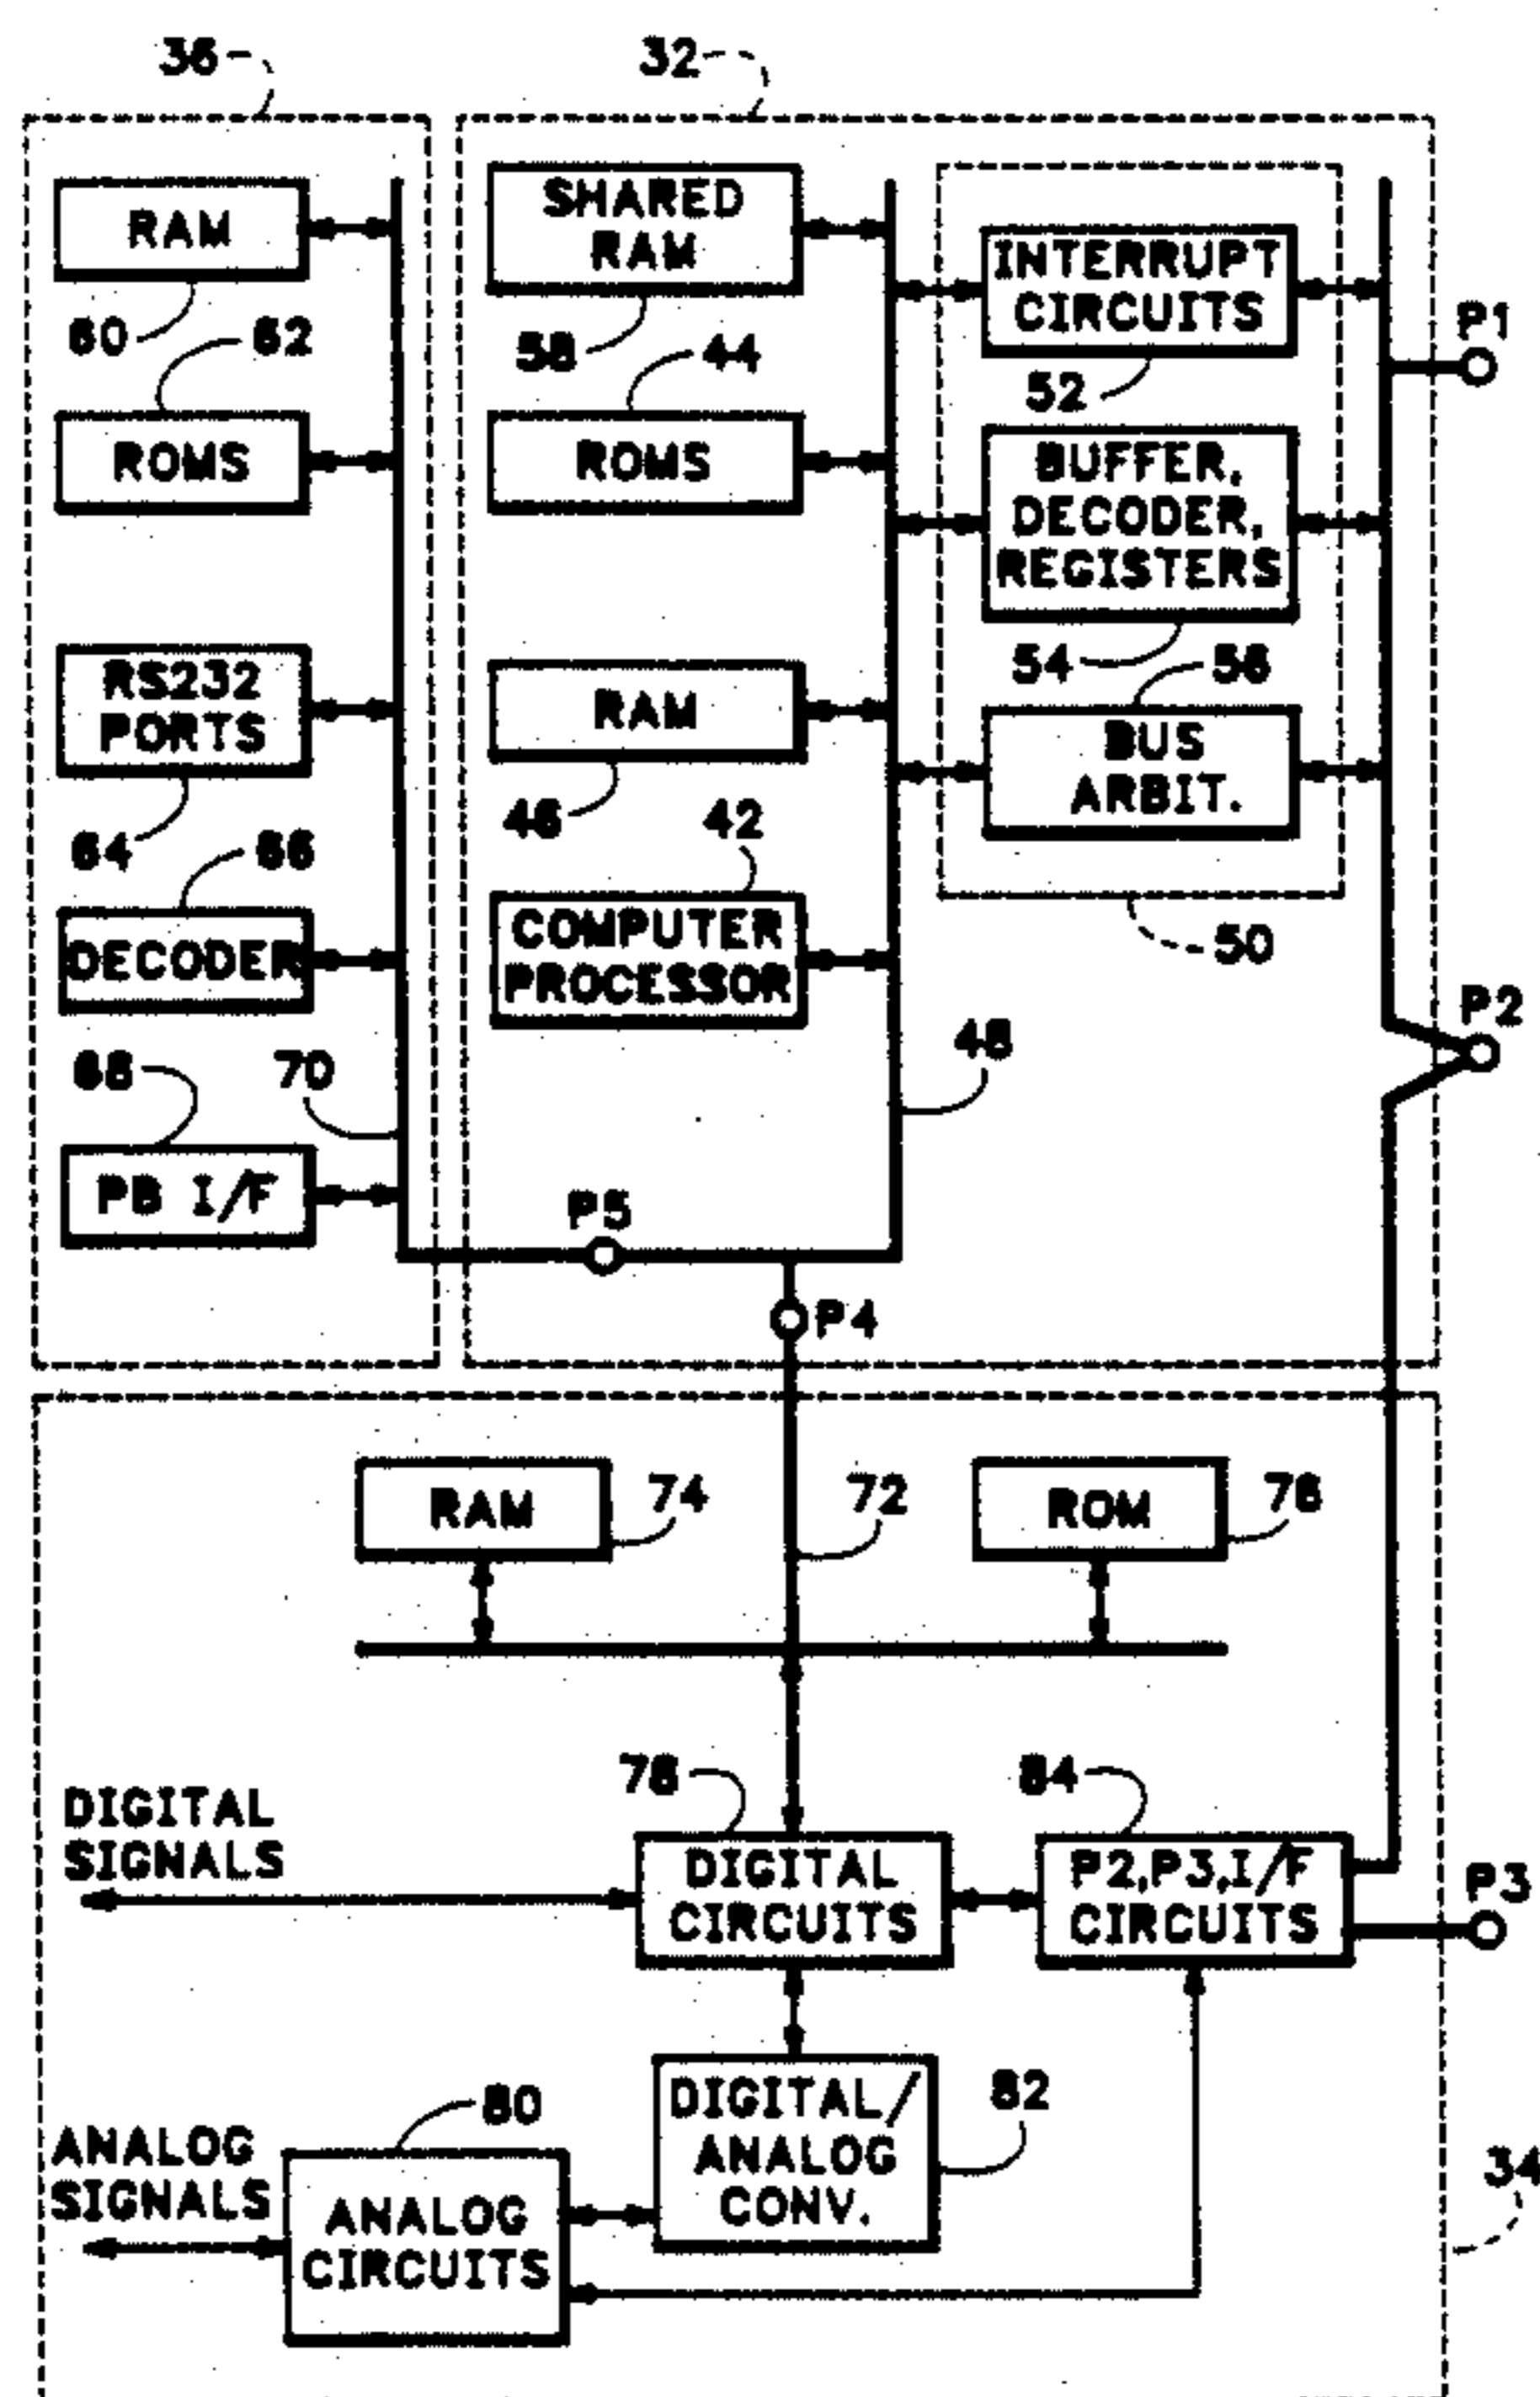 36
32
RAM
SHARED
RAM
INTERRUPT
CIRCUITS
60
62
58
44
52
P1
ROMS
ROMS
BUFFER,
DECODER,
REGISTERS
54
56
RS232
PORTS
RAM
BUS
ARBIT.
64
66
46
42
DECODER
COMPUTER
PROCESSOR
50
P2
68
70
48
PB I/F
P5
P4
RAM
74
72
ROM
76
78
84
DIGITAL
SIGNALS
DIGITAL
CIRCUITS
P2,P3,I/F
CIRCUITS
P3
80
DIGITAL/
ANALOG
CONV.
82
ANALOG
SIGNALS
ANALOG
CIRCUITS
34